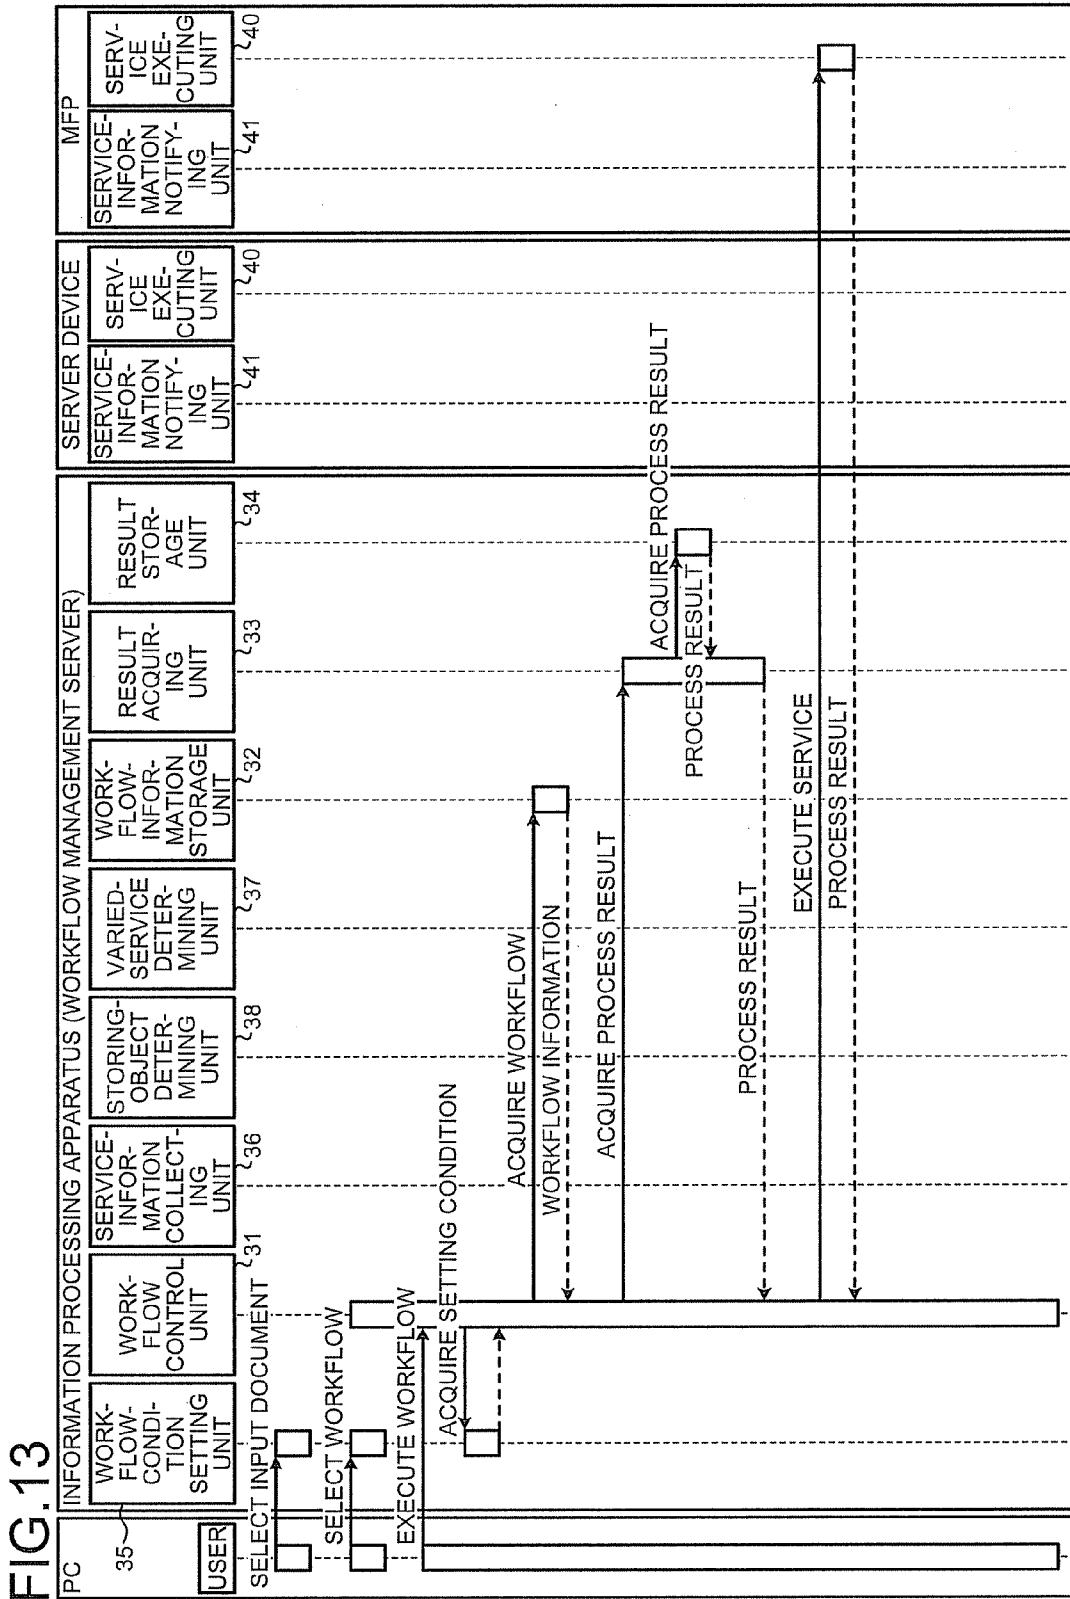 FIG.13
PC
USER
INFORMATION PROCESSING APPARATUS (WORKFLOW MANAGEMENT SERVER)
WORK-
FLOW-
CONDI-
TION
SETTING
UNIT
35
WORK-
FLOW
CONTROL
UNIT
31
SERVICE-
INFOR-
MATION
COLLECT-
ING
UNIT
36
STORING-
OBJECT
DETER-
MINING
UNIT
38
VARIED-
SERVICE
DETER-
MINING
UNIT
37
WORK-
FLOW-
INFOR-
MATION
STORAGE
UNIT
32
RESULT
ACQUIR-
ING
UNIT
33
RESULT
STOR-
AGE
UNIT
34
SERVER DEVICE
SERVICE-
INFOR-
MATION
NOTIFY-
ING
UNIT
41
SERV-
ICE
EXE-
CUTING
UNIT
40
MFP
SERVICE-
INFOR-
MATION
NOTIFY-
ING
UNIT
41
SERV-
ICE
EXE-
CUTING
UNIT
40
SELECT INPUT DOCUMENT
SELECT WORKFLOW
EXECUTE WORKFLOW
ACQUIRE SETTING CONDITION
ACQUIRE WORKFLOW
WORKFLOW INFORMATION
ACQUIRE PROCESS RESULT
ACQUIRE PROCESS RESULT
PROCESS RESULT
PROCESS RESULT
EXECUTE SERVICE
PROCESS RESULT